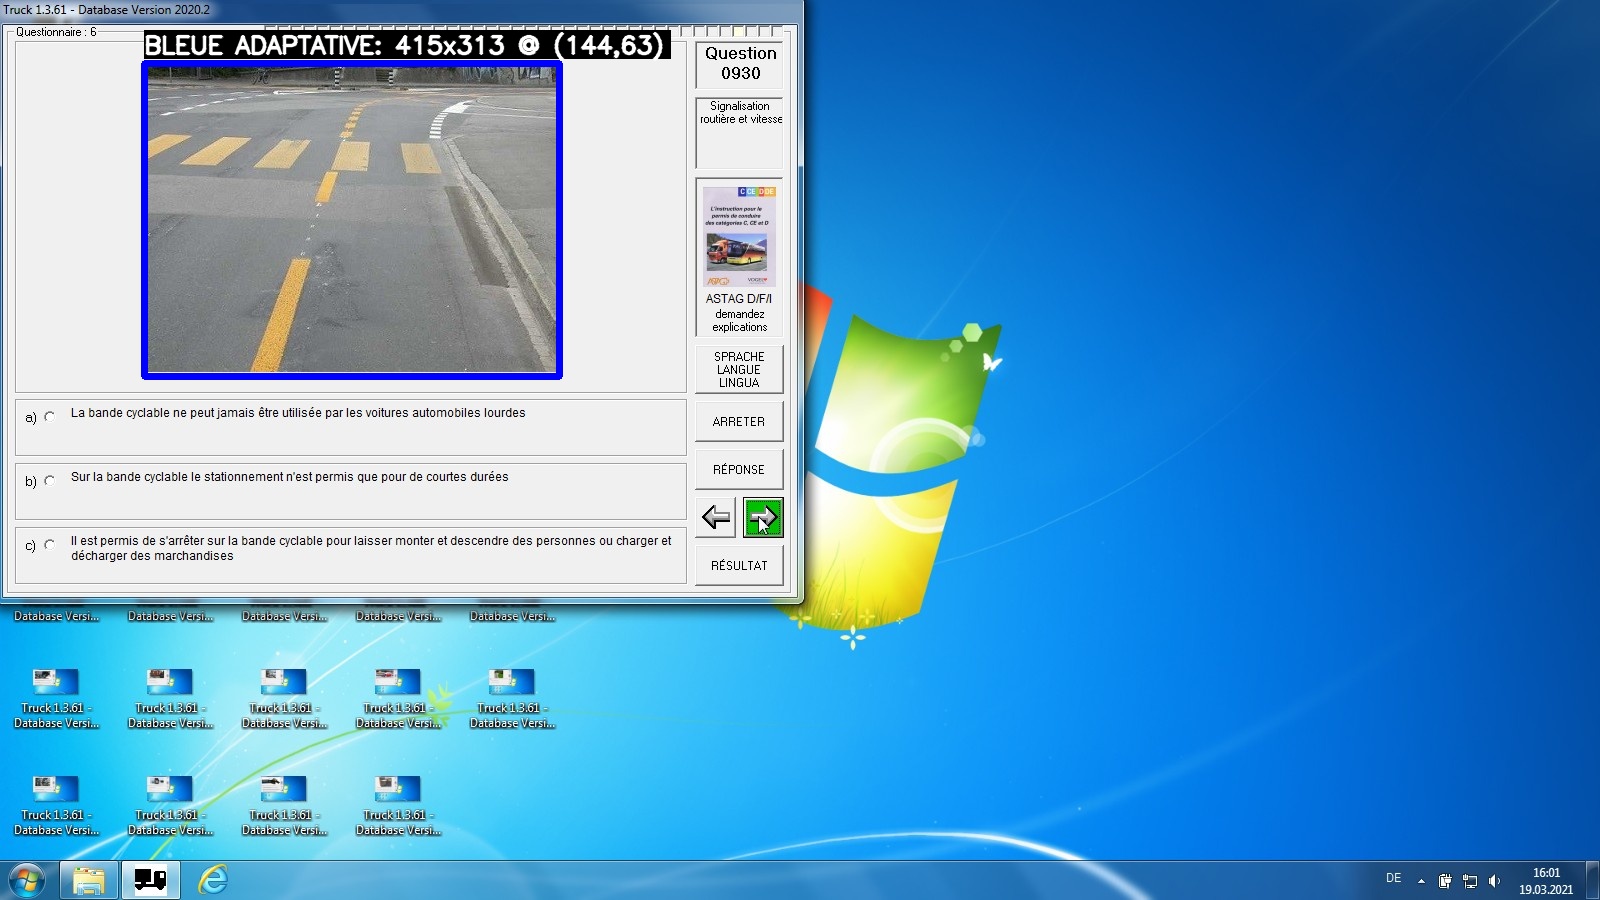 Truck 1.3.61 - Database Version 2020.2
Questionnaire : 6
BLEUE ADAPTATIVE: 415x313 @ (144,63)
Question
0930
Signalisation
routière et vitesse
C CE D DE
L'instruction pour le
permis de conduire
des catégories C, CE et D
ASTAG D/F/I
demandez
explications
SPRACHE
LANGUE
LINGUA
ARRETER
RÉPONSE
RÉSULTAT
a) La bande cyclable ne peut jamais être utilisée par les voitures automobiles lourdes
b) Sur la bande cyclable le stationnement n'est permis que pour de courtes durées
c) Il est permis de s'arrêter sur la bande cyclable pour laisser monter et descendre des personnes ou charger et
décharger des marchandises
Database Versi... Database Versi... Database Versi... Database Versi... Database Versi...
Truck 1.3.61 - Truck 1.3.61 - Truck 1.3.61 - Truck 1.3.61 - Truck 1.3.61 -
Database Versi... Database Versi... Database Versi... Database Versi... Database Versi...
Truck 1.3.61 - Truck 1.3.61 - Truck 1.3.61 - Truck 1.3.61 -
Database Versi... Database Versi... Database Versi... Database Versi...
DE
16:01
19.03.2021